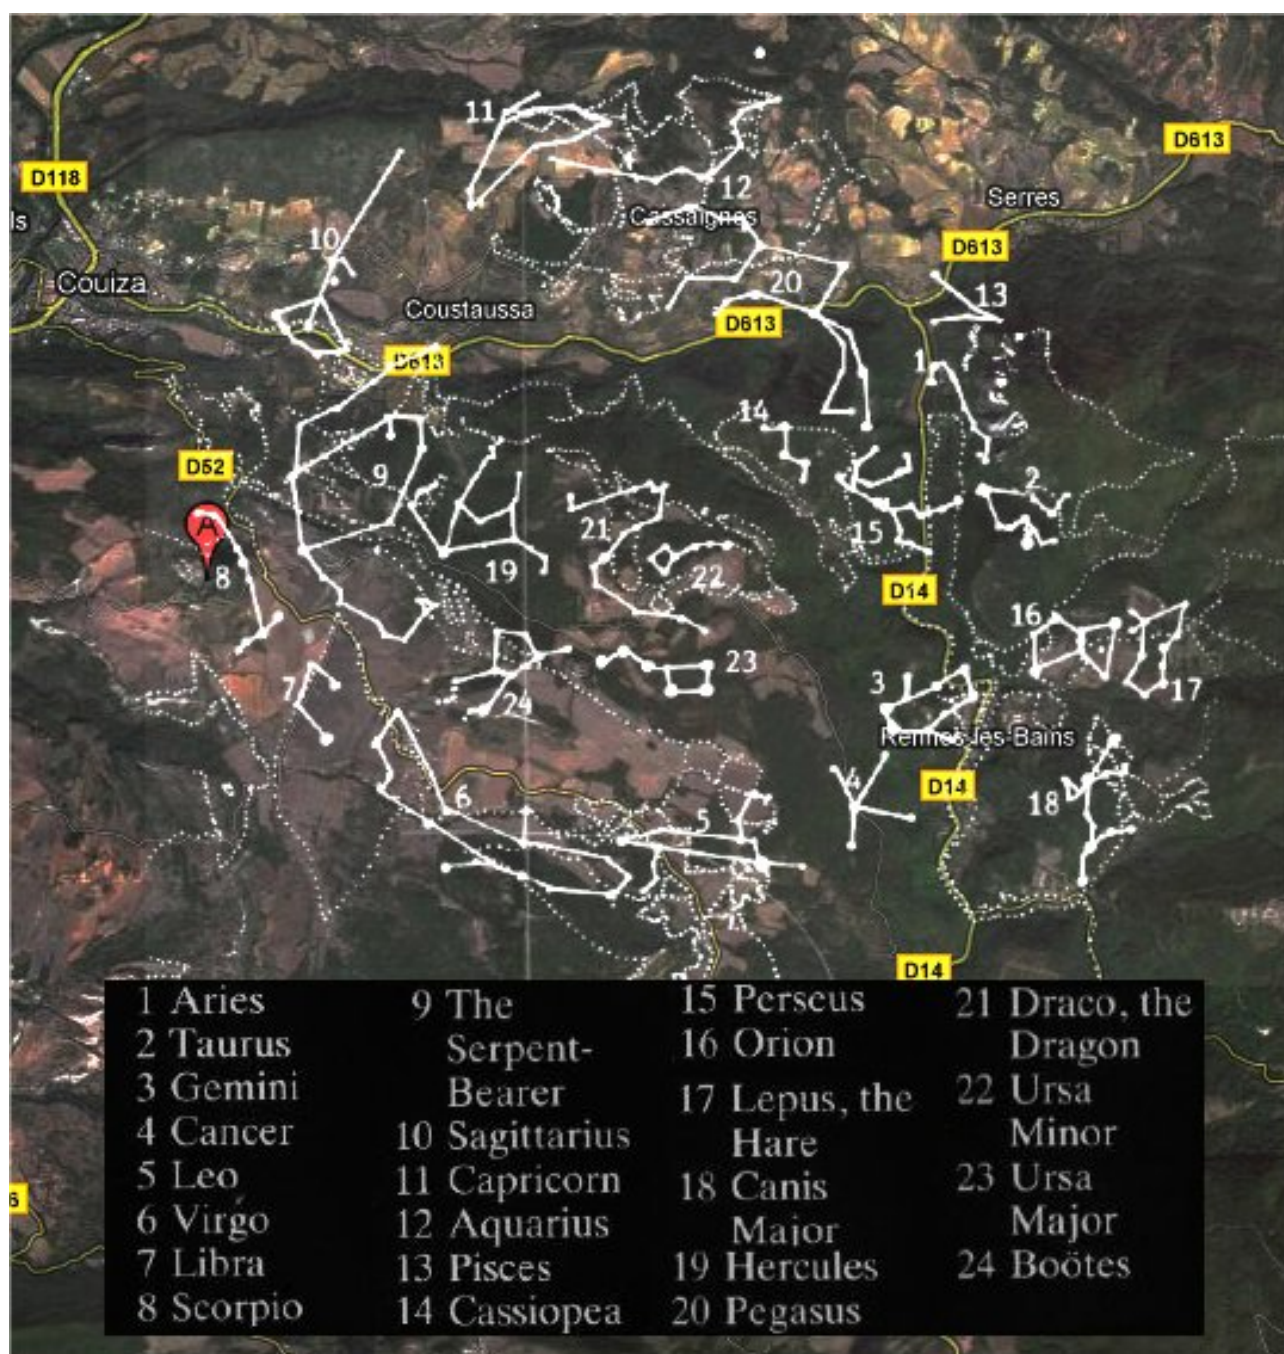 11
D613
D118
12
Serres
ls
Cassaignes
10
D613
Couiza
20
13
Coustaussa
D613
D613
1
14
D52
9
2
21
15
A
19
22
8
D14
16
23
3
7
24
17
Rennes-les-Bains
4
D14
6
5
18
D14
1 Aries
2 Taurus
3 Gemini
4 Cancer
5 Leo
6 Virgo
7 Libra
8 Scorpio
9 The
Serpent-
Bearer
10 Sagittarius
11 Capricorn
12 Aquarius
13 Pisces
14 Cassiopea
15 Perseus
16 Orion
17 Lepus, the
Hare
18 Canis
Major
19 Hercules
20 Pegasus
21 Draco, the
Dragon
22 Ursa
Minor
23 Ursa
Major
24 Boötes
6